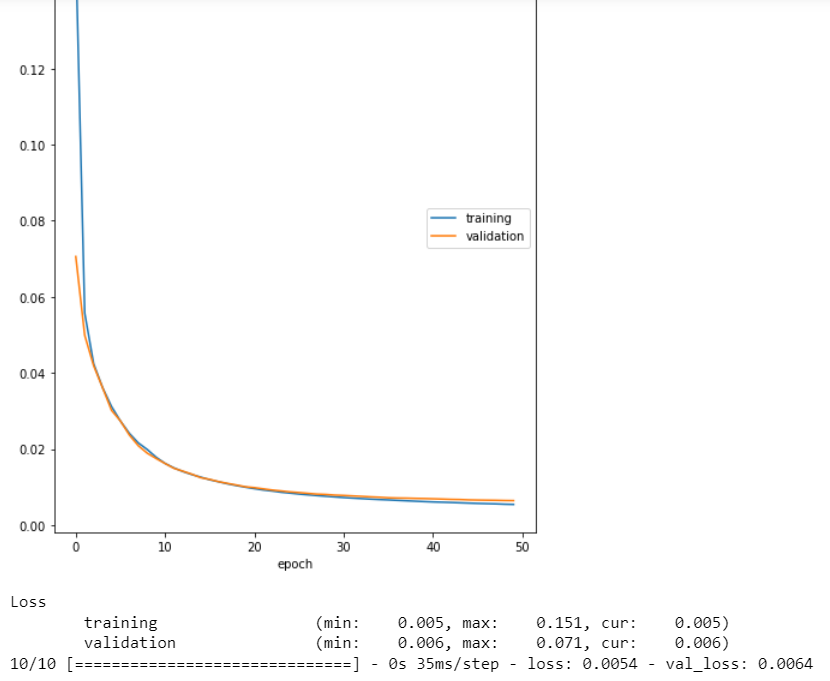 0.12
0.10
0.08
training
validation
0.06
0.04
0.02
0.00
0 10 20 30 40 50
epoch
Loss
training (min: 0.005, max: 0.151, cur: 0.005)
validation (min: 0.006, max: 0.071, cur: 0.006)
10/10 [==============================] - 0s 35ms/step - loss: 0.0054 - val_loss: 0.0064